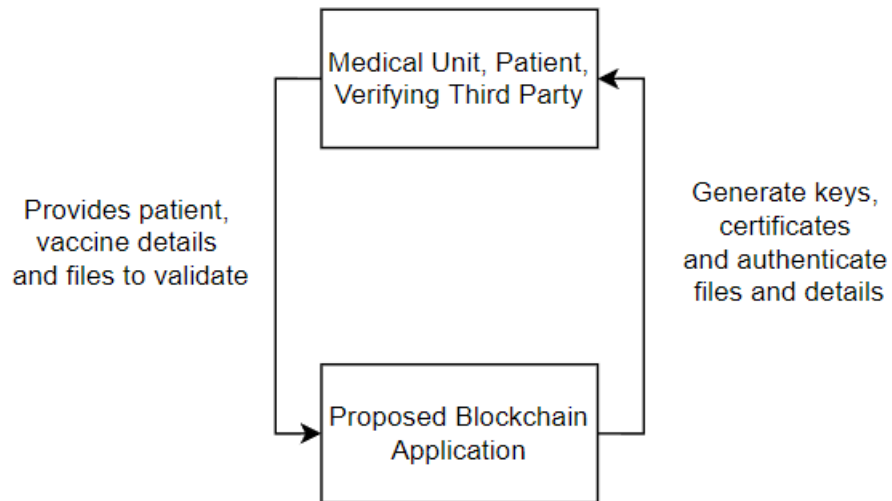 Medical Unit, Patient,
Verifying Third Party
Provides patient,
vaccine details
and files to validate
Generate keys,
certificates
and authenticate
files and details
Proposed Blockchain
Application